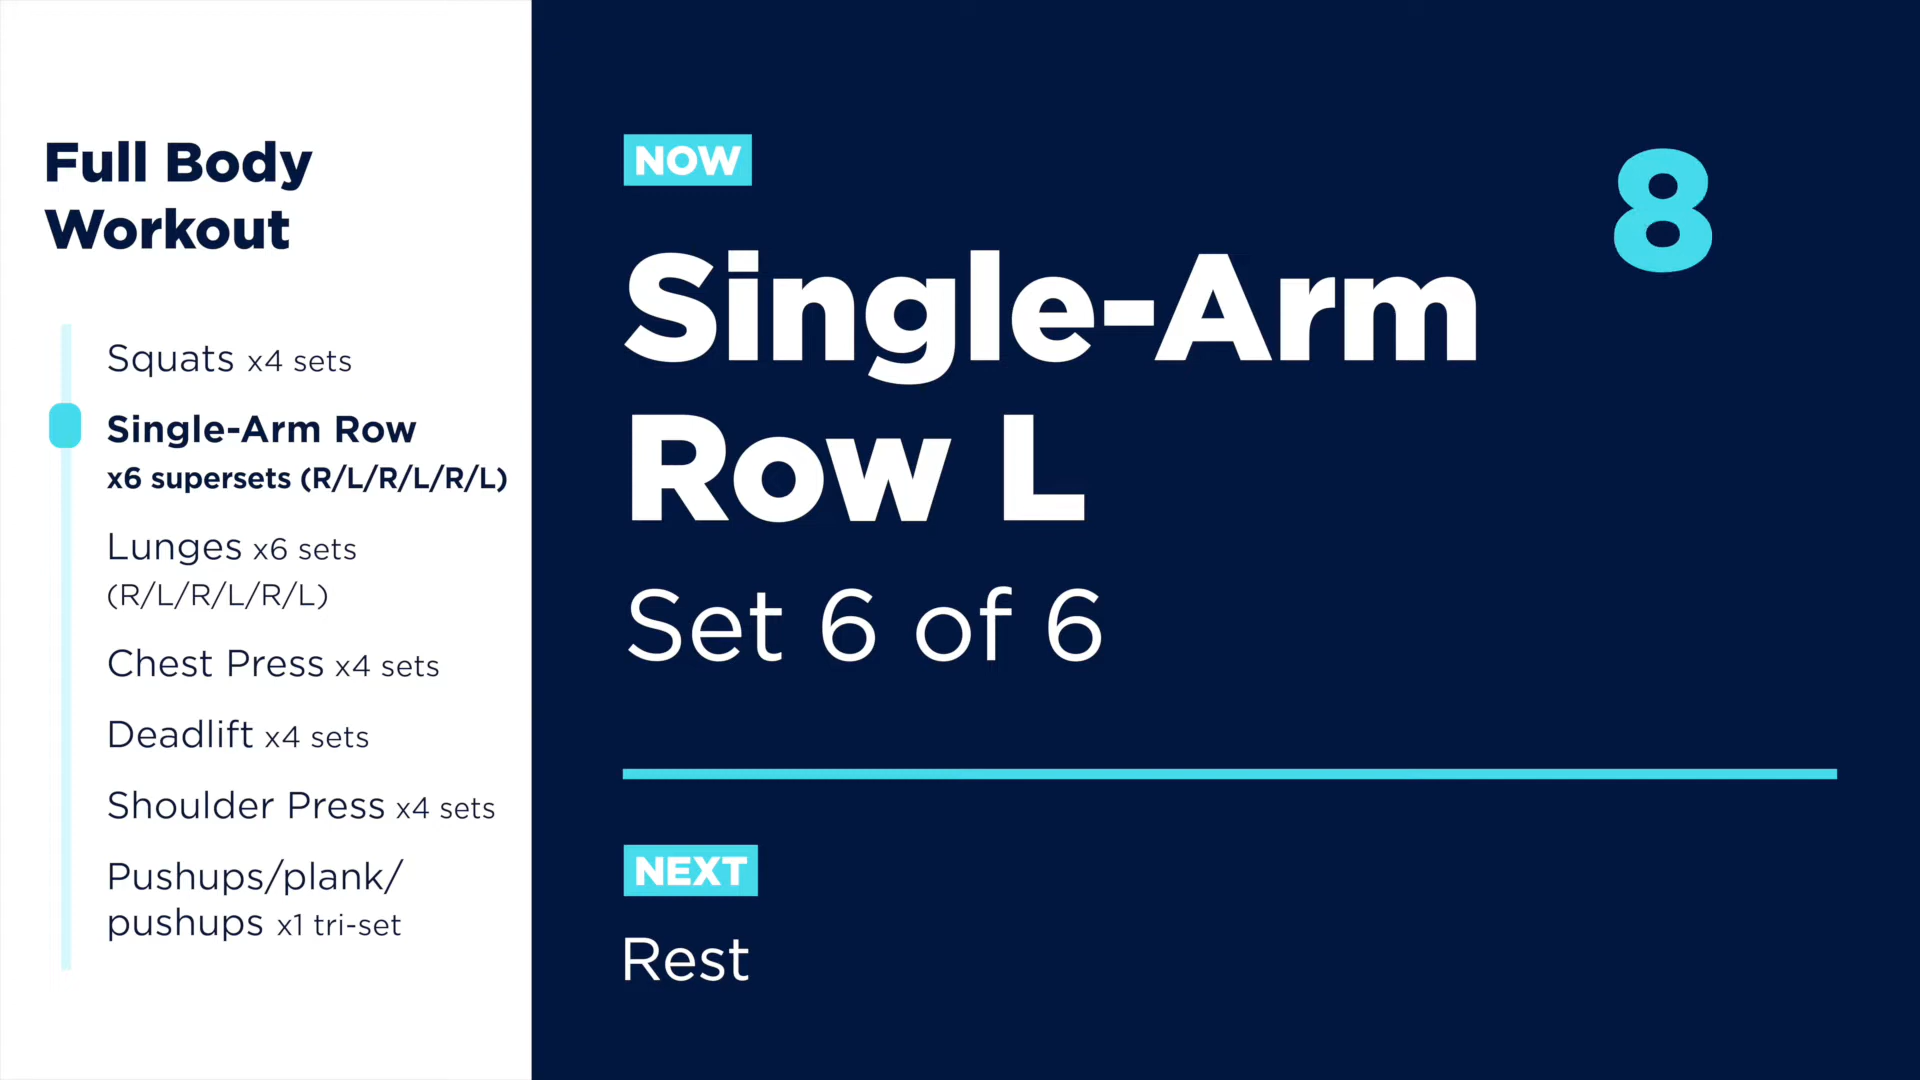 Full Body
Workout
Squats x4 sets
Single-Arm Row
x6 supersets (R/L/R/L/R/L)
Lunges x6 sets
(R/L/R/L/R/L)
Chest Press x4 sets
Deadlift x4 sets
Shoulder Press x4 sets
Pushups/plank/
pushups x1 tri-set
NOW
8
Single-Arm
Row L
Set 6 of 6
NEXT
Rest